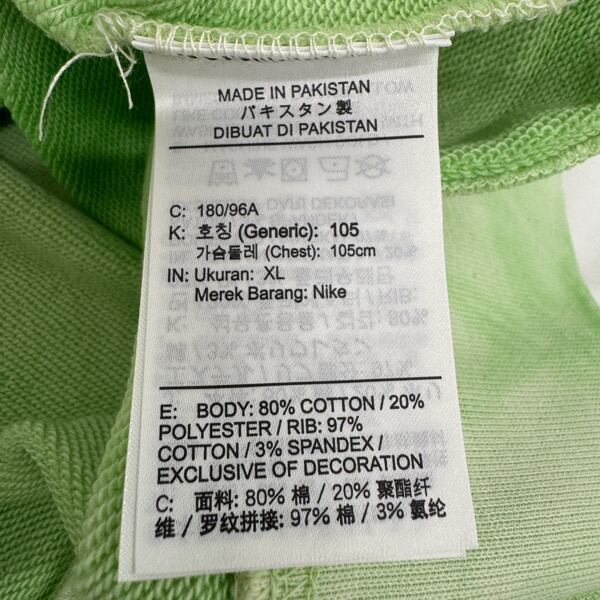 MADE IN PAKISTAN
パキスタン製
DIBUAT DI PAKISTAN
C: 180/96A
K: 호칭 (Generic): 105
가슴둘레 (Chest): 105cm
IN: Ukuran: XL
Merek Barang: Nike
E: BODY: 80% COTTON / 20%
POLYESTER / RIB: 97%
COTTON / 3% SPANDEX /
EXCLUSIVE OF DECORATION
C: 面料: 80% 棉 / 20% 聚酯纤
维 / 罗纹拼接: 97% 棉 / 3% 氨纶